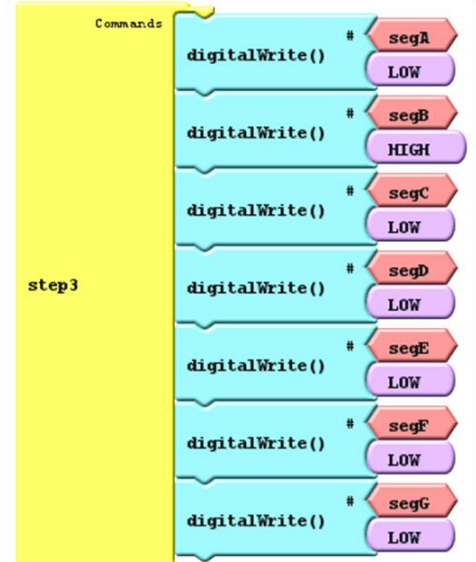 Commands
# segA
digitalWrite()
LOW
# segB
digitalWrite()
HIGH
# segC
digitalWrite()
LOW
# segD
step3 digitalWrite()
LOW
# segE
digitalWrite()
LOW
# segF
digitalWrite()
LOW
# segG
digitalWrite()
LOW